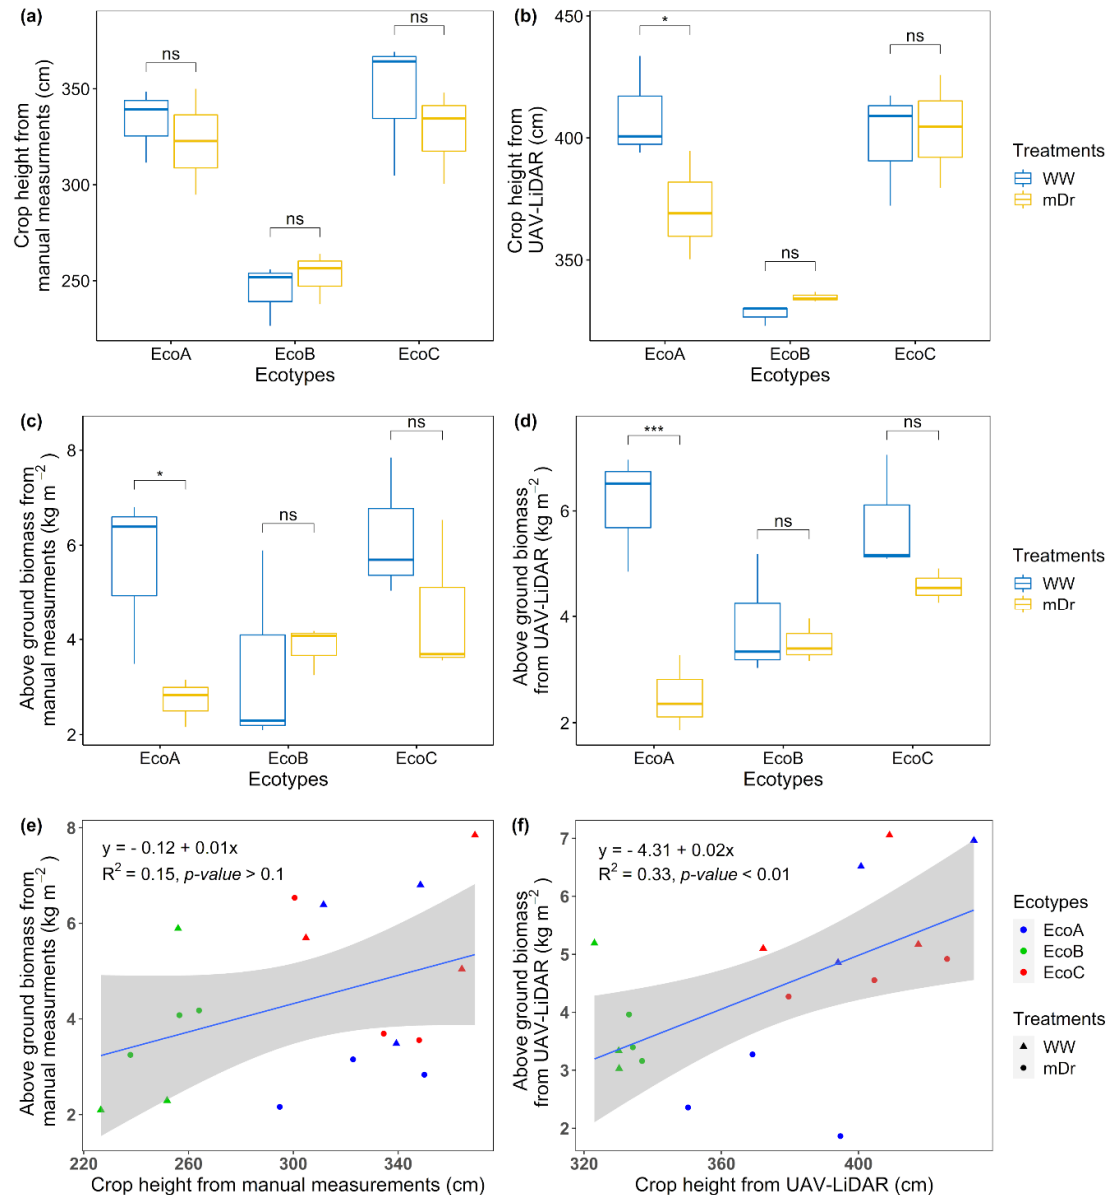 (a)
Crop height from
manual measurments (cm)
350
300
250
ns
ns
ns
EcoA
EcoB
EcoC
Ecotypes
(b)
Crop height from
UAV-LiDAR (cm)
450
400
350
*
ns
ns
EcoA
EcoB
EcoC
Ecotypes
Treatments
WW
mDr
(c)
Above ground biomass from
manual measurments (kg m⁻²)
8
6
4
2
*
ns
ns
EcoA
EcoB
EcoC
Ecotypes
(d)
Above ground biomass
from UAV-LiDAR (kg m⁻²)
6
4
2
***
ns
ns
EcoA
EcoB
EcoC
Ecotypes
Treatments
WW
mDr
(e)
Above ground biomass from
manual measurments (kg m⁻²)
8
6
4
2
y = - 0.12 + 0.01x
R² = 0.15, p-value > 0.1
220
260
300
340
Crop height from manual measurements (cm)
(f)
Above ground biomass
from UAV-LiDAR (kg m⁻²)
7
6
5
4
3
2
y = - 4.31 + 0.02x
R² = 0.33, p-value < 0.01
320
360
400
Crop height from UAV-LiDAR (cm)
Ecotypes
EcoA
EcoB
EcoC
Treatments
WW
mDr